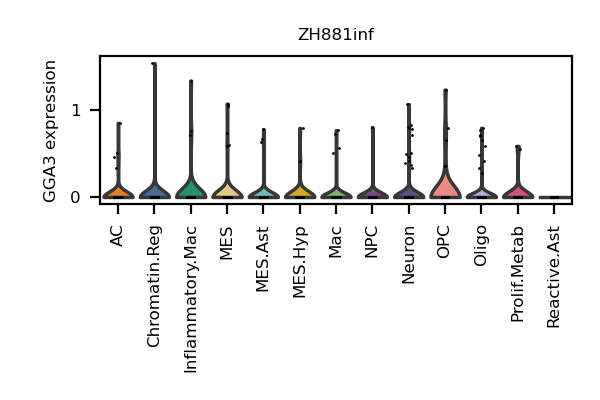 ZH881inf
GGA3 expression
1
0
AC
Chromatin.Reg
Inflammatory.Mac
MES
MES.Ast
MES.Hyp
Mac
NPC
Neuron
OPC
Oligo
Prolif.Metab
Reactive.Ast